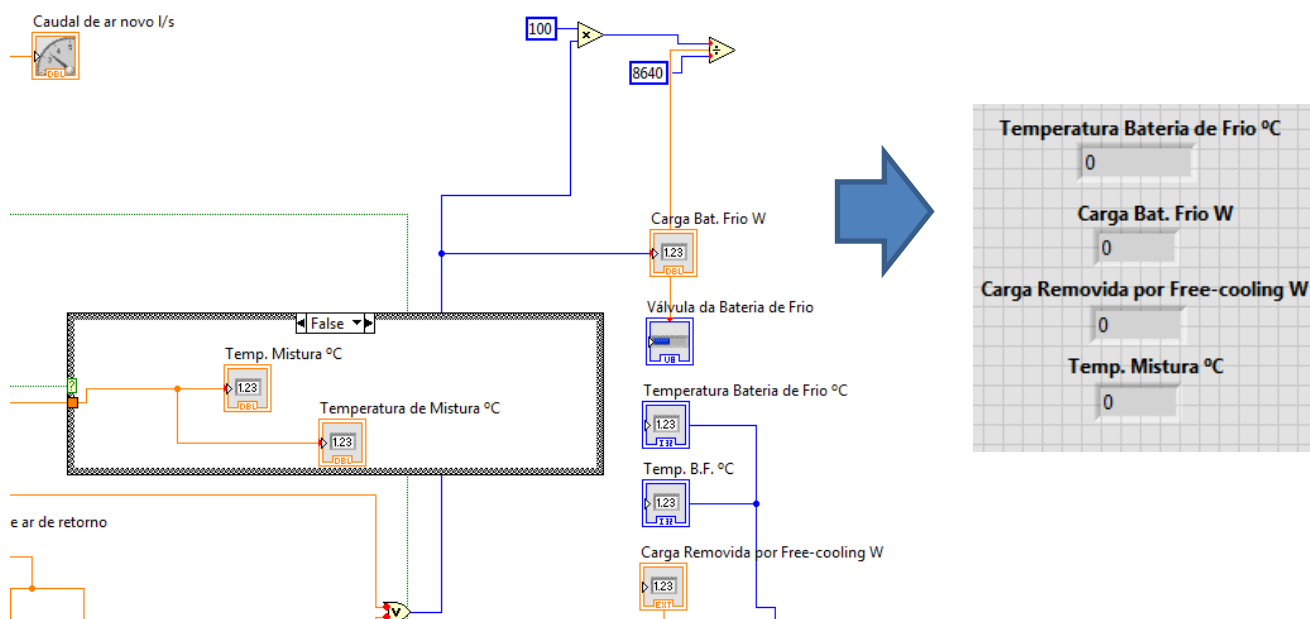 Caudal de ar novo l/s
DBL
100
x
÷
8640
Carga Bat. Frio W
1.23
DBL
Válvula da Bateria de Frio
U8
False
Temp. Mistura ºC
1.23
DBL
Temperatura de Mistura ºC
1.23
DBL
?
Temperatura Bateria de Frio ºC
1.23
I32
Temp. B.F. ºC
1.23
I32
e ar de retorno
Carga Removida por Free-cooling W
1.23
EXT
V
Temperatura Bateria de Frio ºC
0
Carga Bat. Frio W
0
Carga Removida por Free-cooling W
0
Temp. Mistura ºC
0